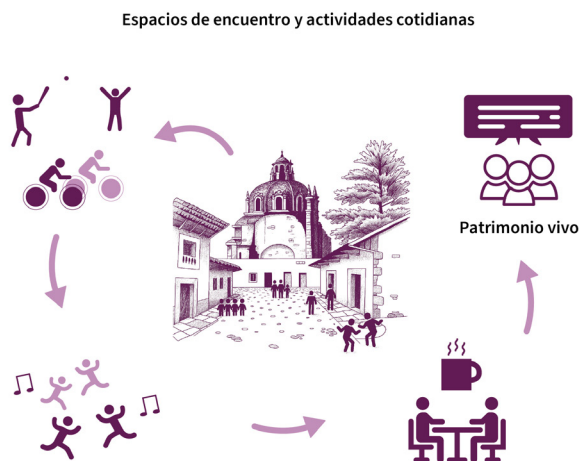 Espacios de encuentro y actividades cotidianas
Patrimonio vivo